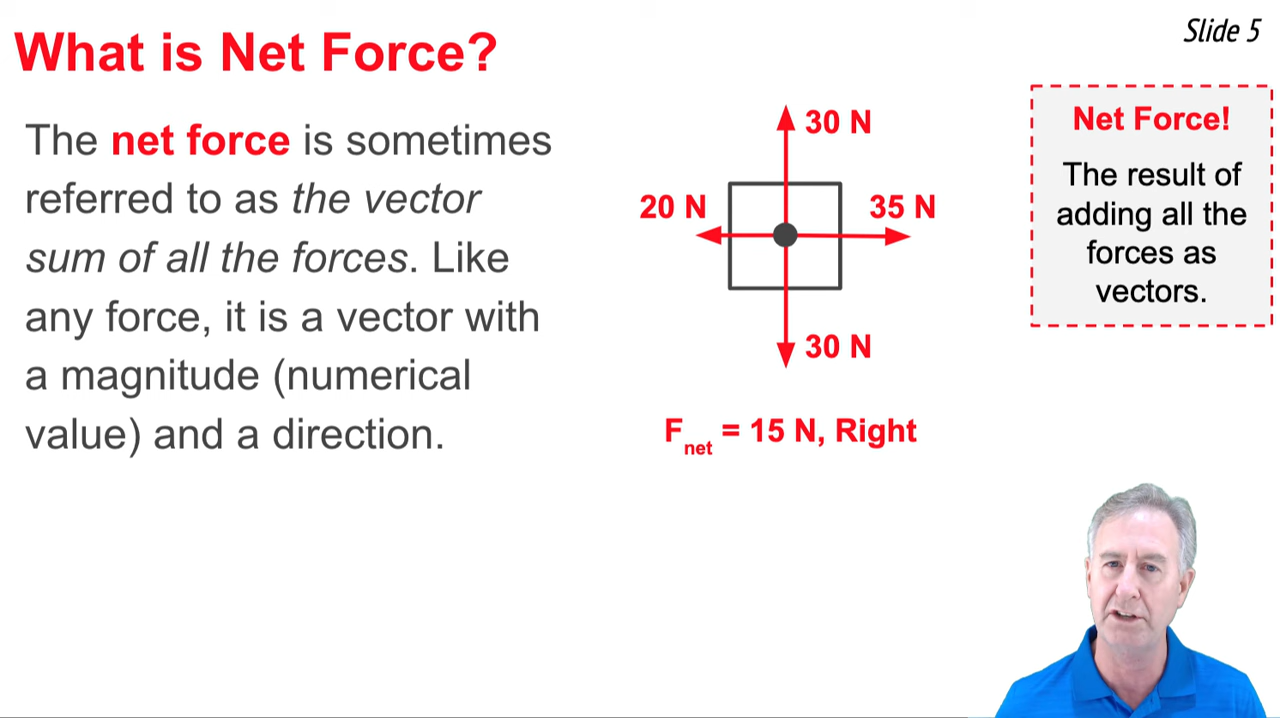 Slide 5
What is Net Force?
The net force is sometimes
referred to as the vector
sum of all the forces. Like
any force, it is a vector with
a magnitude (numerical
value) and a direction.
30 N
20 N
35 N
30 N
Fnet = 15 N, Right
Net Force!
The result of
adding all the
forces as
vectors.